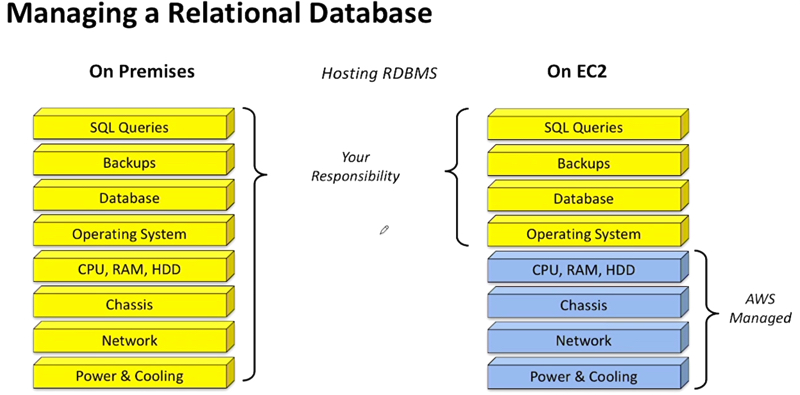 Managing a Relational Database
On Premises
Hosting RDBMS
On EC2
SQL Queries
Backups
Database
Operating System
CPU, RAM, HDD
Chassis
Network
Power & Cooling
Your
Responsibility
SQL Queries
Backups
Database
Operating System
CPU, RAM, HDD
Chassis
Network
Power & Cooling
AWS
Managed